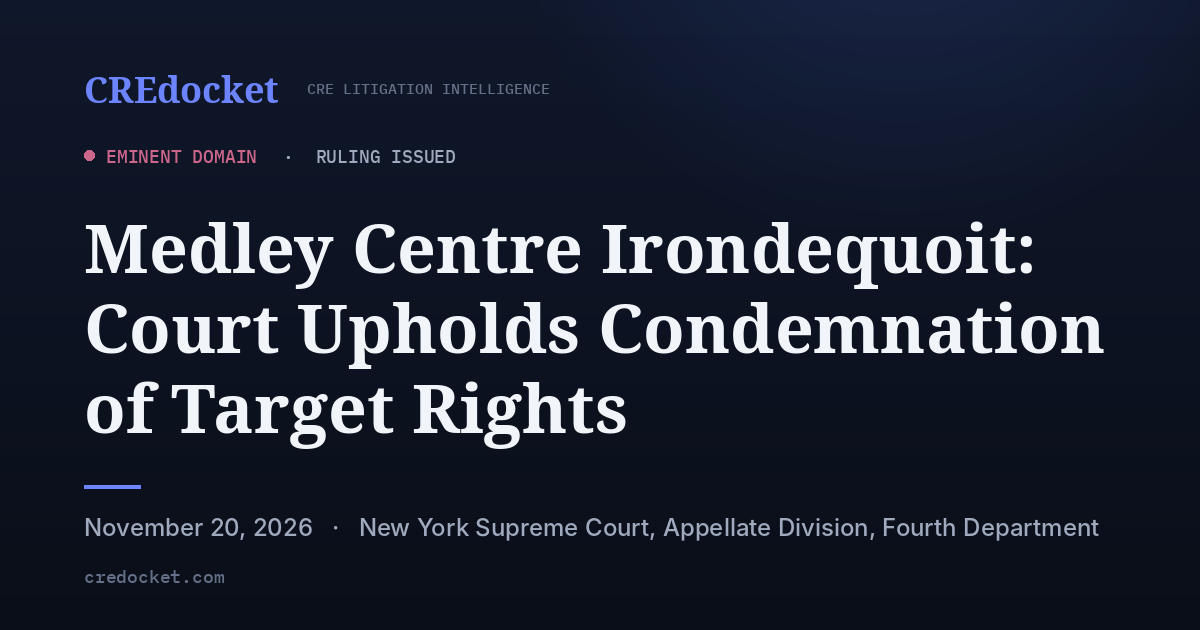 CREdocket CRE LITIGATION INTELLIGENCE
EMINENT DOMAIN · RULING ISSUED
Medley Centre Irondequoit:
Court Upholds Condemnation
of Target Rights
November 20, 2026 · New York Supreme Court, Appellate Division, Fourth Department
credocket.com